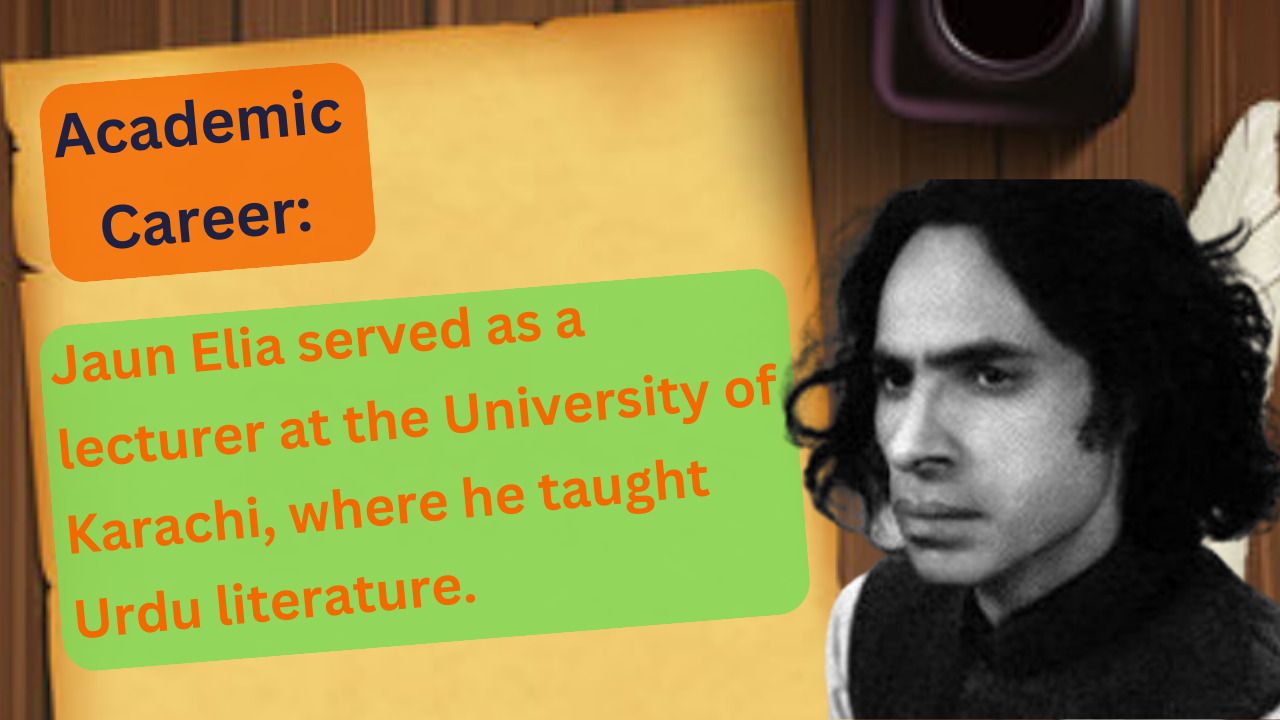 Academic
Career:
Jaun Elia served as a
lecturer at the University of
Karachi, where he taught
Urdu literature.